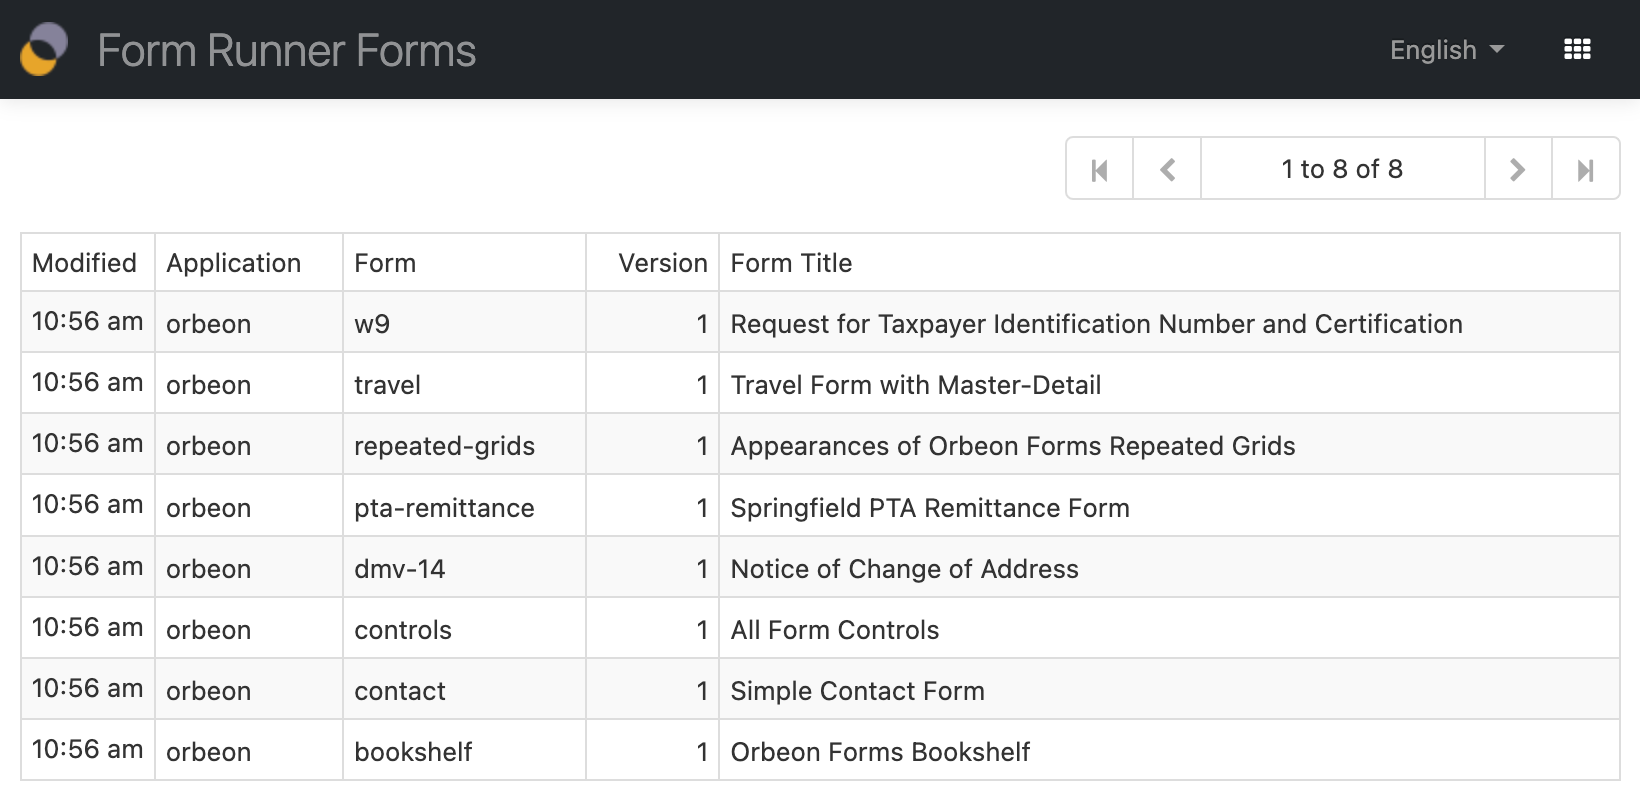 Form Runner Forms English
1 to 8 of 8
Modified Application Form Version Form Title
10:56 am orbeon w9 1 Request for Taxpayer Identification Number and Certification
10:56 am orbeon travel 1 Travel Form with Master-Detail
10:56 am orbeon repeated-grids 1 Appearances of Orbeon Forms Repeated Grids
10:56 am orbeon pta-remittance 1 Springfield PTA Remittance Form
10:56 am orbeon dmv-14 1 Notice of Change of Address
10:56 am orbeon controls 1 All Form Controls
10:56 am orbeon contact 1 Simple Contact Form
10:56 am orbeon bookshelf 1 Orbeon Forms Bookshelf